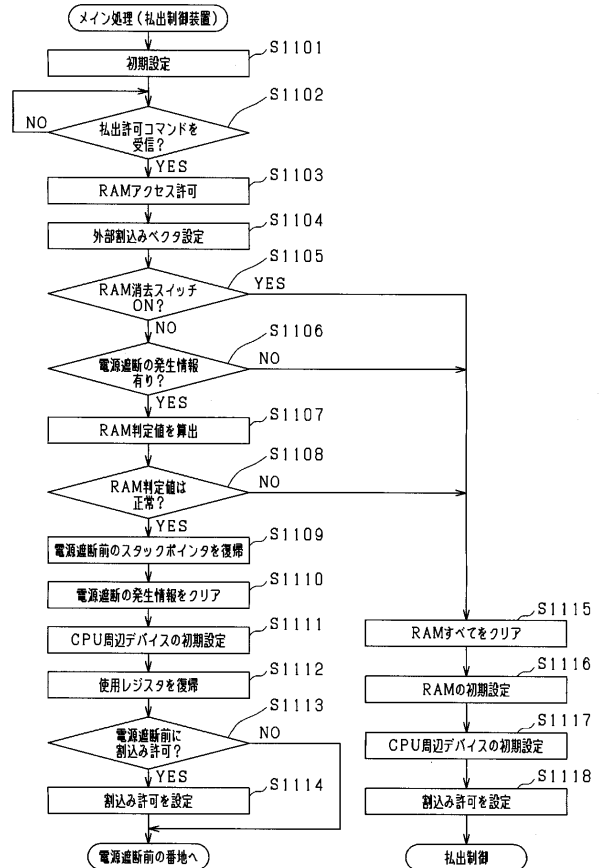 メイン処理(払出制御装置)
S1101
初期設定
S1102
払出許可コマンドを
受信?
NO
YES
S1103
RAMアクセス許可
S1104
外部割込みベクタ設定
S1105
RAM消去スイッチ
ON?
YES
NO
S1106
電源遮断の発生情報
有り?
NO
YES
S1107
RAM判定値を算出
S1108
RAM判定値は
正常?
NO
YES
S1109
電源遮断前のスタックポインタを復帰
S1110
電源遮断の発生情報をクリア
S1111
CPU周辺デバイスの初期設定
S1112
使用レジスタを復帰
S1113
電源遮断前に
割込み許可?
NO
YES
S1114
割込み許可を設定
電源遮断前の番地へ
S1115
RAMすべてをクリア
S1116
RAMの初期設定
S1117
CPU周辺デバイスの初期設定
S1118
割込み許可を設定
払出制御